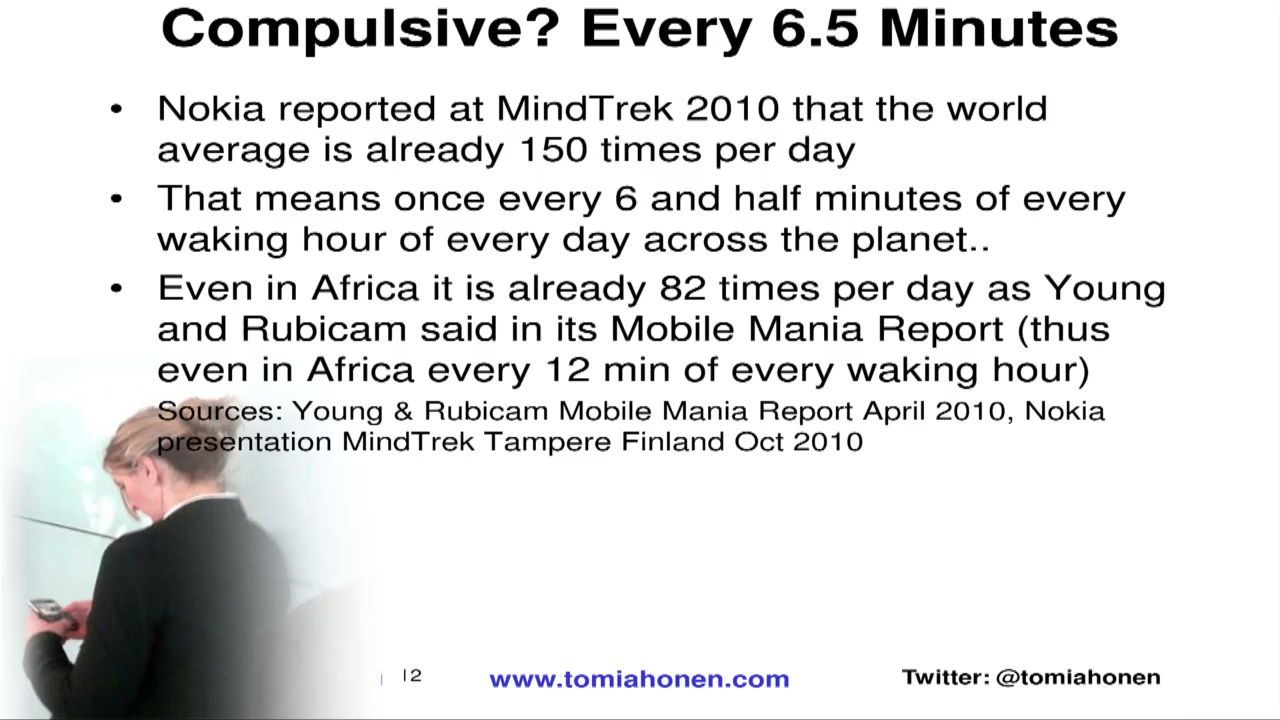 Compulsive? Every 6.5 Minutes
• Nokia reported at MindTrek 2010 that the world
average is already 150 times per day
• That means once every 6 and half minutes of every
waking hour of every day across the planet..
• Even in Africa it is already 82 times per day as Young
and Rubicam said in its Mobile Mania Report (thus
even in Africa every 12 min of every waking hour)
Sources: Young & Rubicam Mobile Mania Report April 2010, Nokia
presentation MindTrek Tampere Finland Oct 2010
12 www.tomiahonen.com Twitter: @tomiahonen